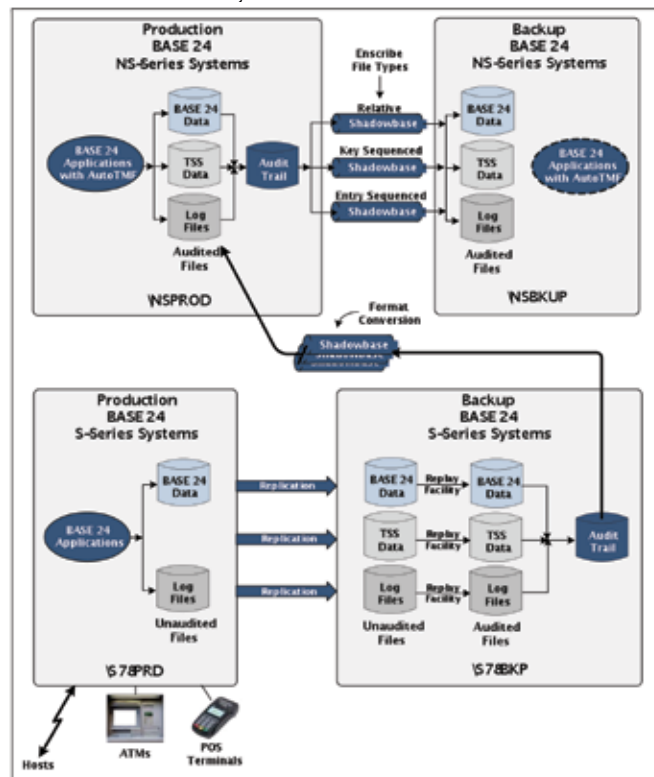 Production
BASE 24
NS-Series Systems
BASE 24
Applications
with AutoTMF
BASE 24
Data
TSS
Data
Log
Files
Audited
Files
Audit
Trail
\NSPROD
Enscribe
File Types
Relative
Shadowbase
Key Sequenced
Shadowbase
Entry Sequenced
Shadowbase
Backup
BASE 24
NS-Series Systems
BASE 24
Data
TSS
Data
Log
Files
Audited
Files
BASE 24
Applications
with AutoTMF
\NSBKUP
Format
Conversion
Shadowbase
Production
BASE 24
S-Series Systems
BASE 24
Applications
BASE 24
Data
Log
Files
Unaudited
Files
\S78PRD
Replication
Replication
Replication
Backup
BASE 24
S-Series Systems
BASE 24
Data
Replay
Facility
BASE 24
Data
TSS
Data
Replay
Facility
TSS
Data
Log
Files
Replay
Facility
Log
Files
Unaudited
Files
Audited
Files
Audit
Trail
\S78BKP
Hosts
ATMs
POS
Terminals